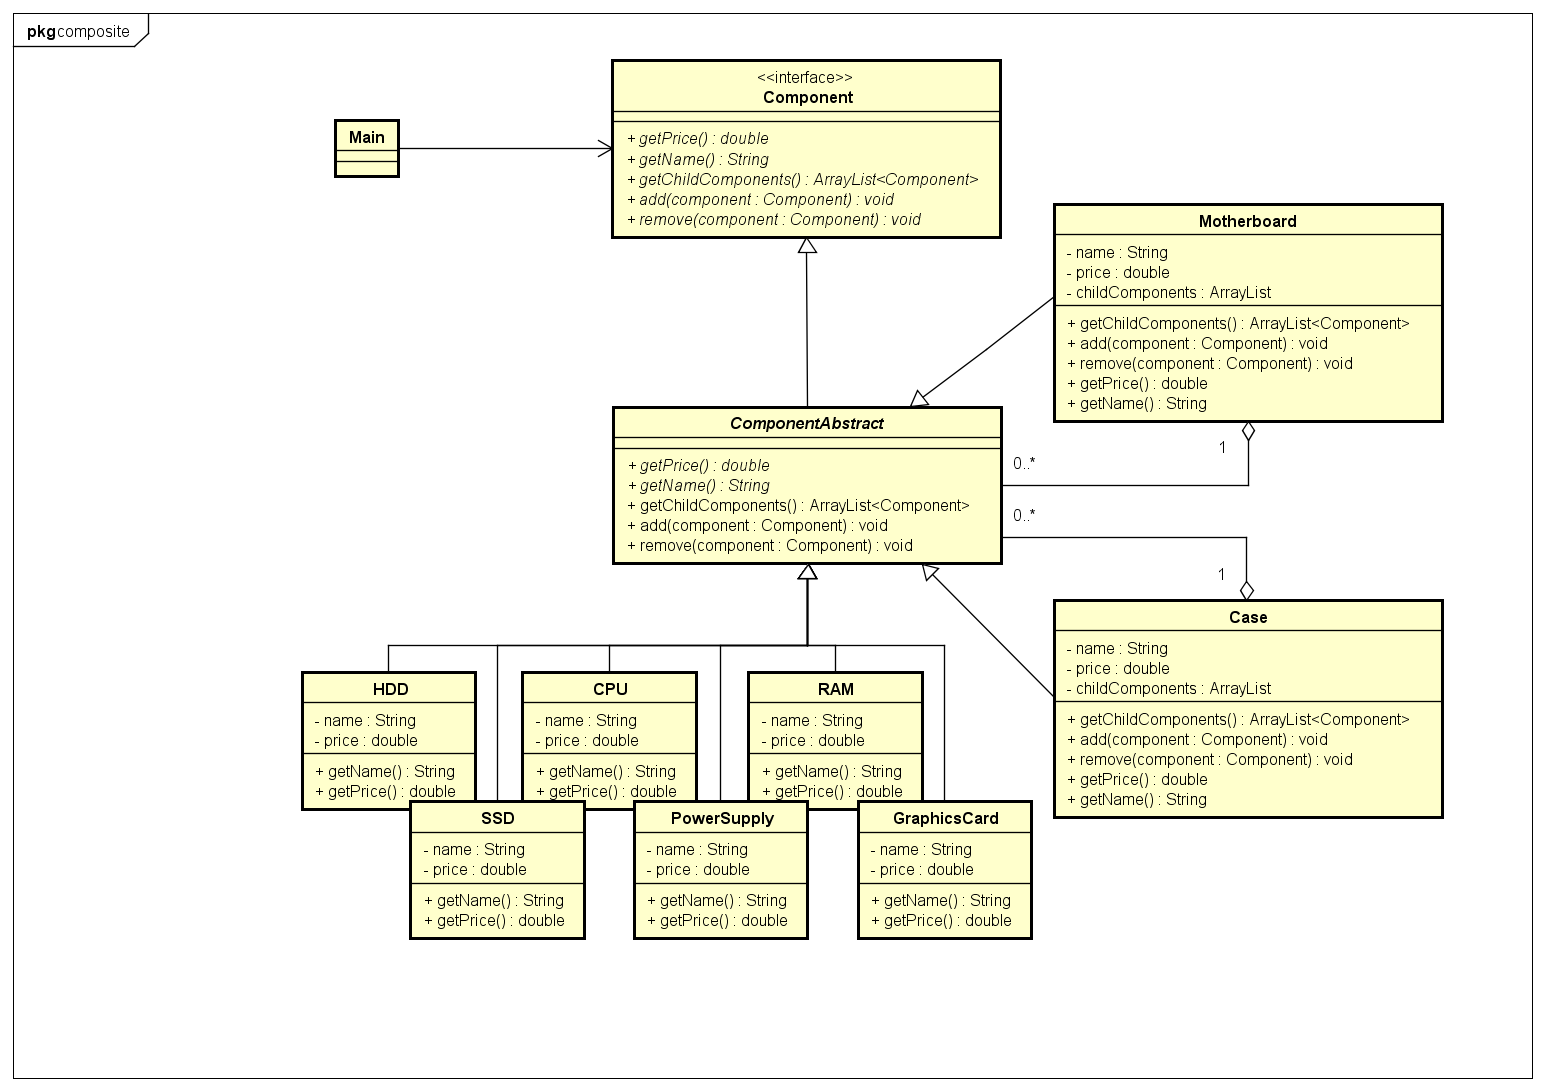 pkg composite
<<interface>>
Component
+ getPrice() : double
+ getName() : String
+ getChildComponents() : ArrayList<Component>
+ add(component : Component) : void
+ remove(component : Component) : void
Main
Motherboard
- name : String
- price : double
- childComponents : ArrayList
+ getChildComponents() : ArrayList<Component>
+ add(component : Component) : void
+ remove(component : Component) : void
+ getPrice() : double
+ getName() : String
ComponentAbstract
+ getPrice() : double
+ getName() : String
+ getChildComponents() : ArrayList<Component>
+ add(component : Component) : void
+ remove(component : Component) : void
1
0..*
0..*
1
Case
- name : String
- price : double
- childComponents : ArrayList
+ getChildComponents() : ArrayList<Component>
+ add(component : Component) : void
+ remove(component : Component) : void
+ getPrice() : double
+ getName() : String
HDD
- name : String
- price : double
+ getName() : String
+ getPrice() : double
CPU
- name : String
- price : double
+ getName() : String
+ getPrice() : double
RAM
- name : String
- price : double
+ getName() : String
+ getPrice() : double
SSD
- name : String
- price : double
+ getName() : String
+ getPrice() : double
PowerSupply
- name : String
- price : double
+ getName() : String
+ getPrice() : double
GraphicsCard
- name : String
- price : double
+ getName() : String
+ getPrice() : double